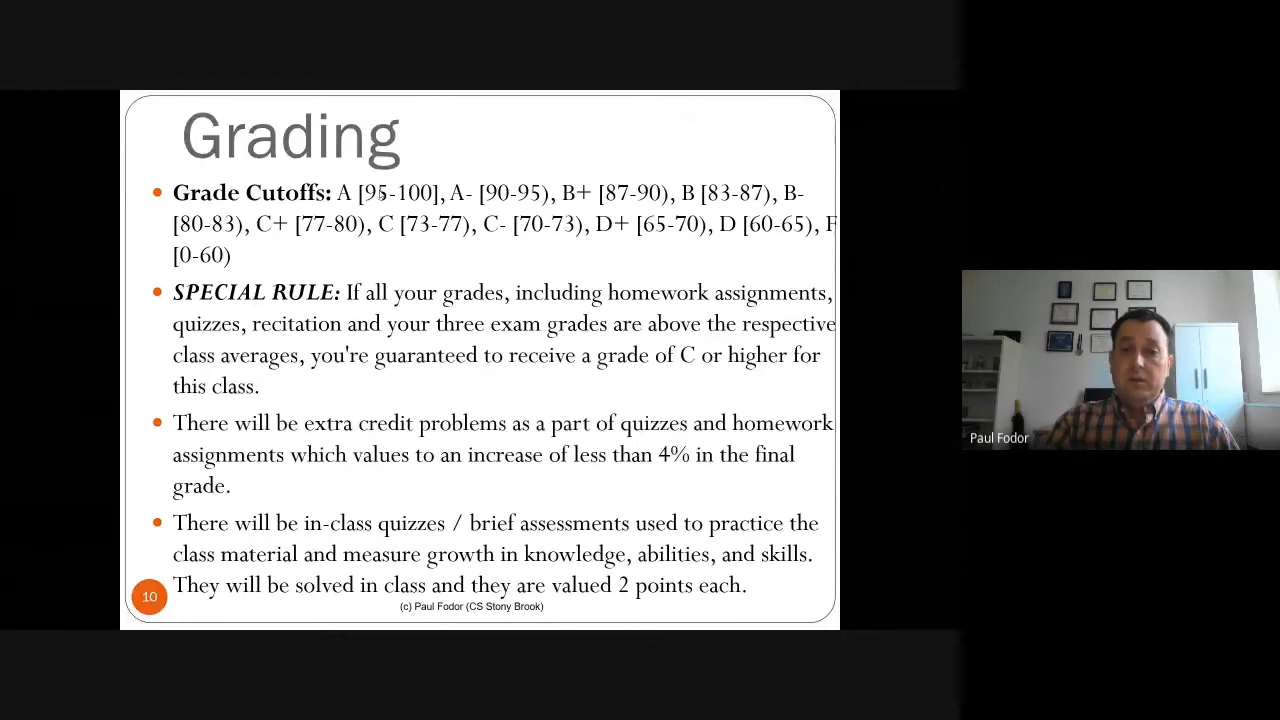 Grading
• Grade Cutoffs: A [95-100], A- [90-95), B+ [87-90), B [83-87), B-
[80-83), C+ [77-80), C [73-77), C- [70-73), D+ [65-70), D [60-65), F
[0-60)
• SPECIAL RULE: If all your grades, including homework assignments,
quizzes, recitation and your three exam grades are above the respective
class averages, you're guaranteed to receive a grade of C or higher for
this class.
• There will be extra credit problems as a part of quizzes and homework
assignments which values to an increase of less than 4% in the final
grade.
• There will be in-class quizzes / brief assessments used to practice the
class material and measure growth in knowledge, abilities, and skills.
They will be solved in class and they are valued 2 points each.
10
(c) Paul Fodor (CS Stony Brook)
Paul Fodor